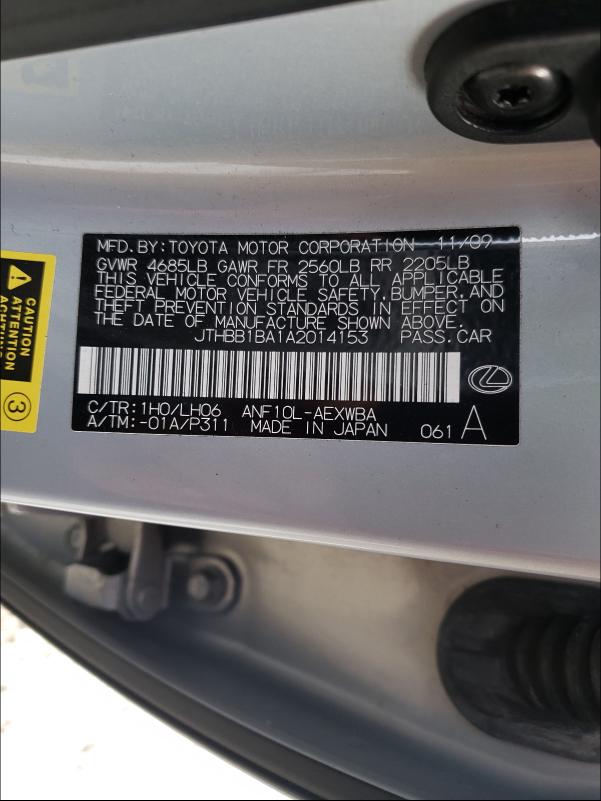 MFD.BY:TOYOTA MOTOR CORPORATION 11/09
GVWR 4685LB GAWR FR 2560LB RR 2205LB
THIS VEHICLE CONFORMS TO ALL APPLICABLE
FEDERAL MOTOR VEHICLE SAFETY,BUMPER,AND
THEFT PREVENTION STANDARDS IN EFFECT ON
THE DATE OF MANUFACTURE SHOWN ABOVE.
JTHBB1BA1A2014153 PASS.CAR
C/TR:1H0/LH06 ANF10L-AEXWBA
A/TM:-01A/P311 MADE IN JAPAN 061 A
CAUTION
3